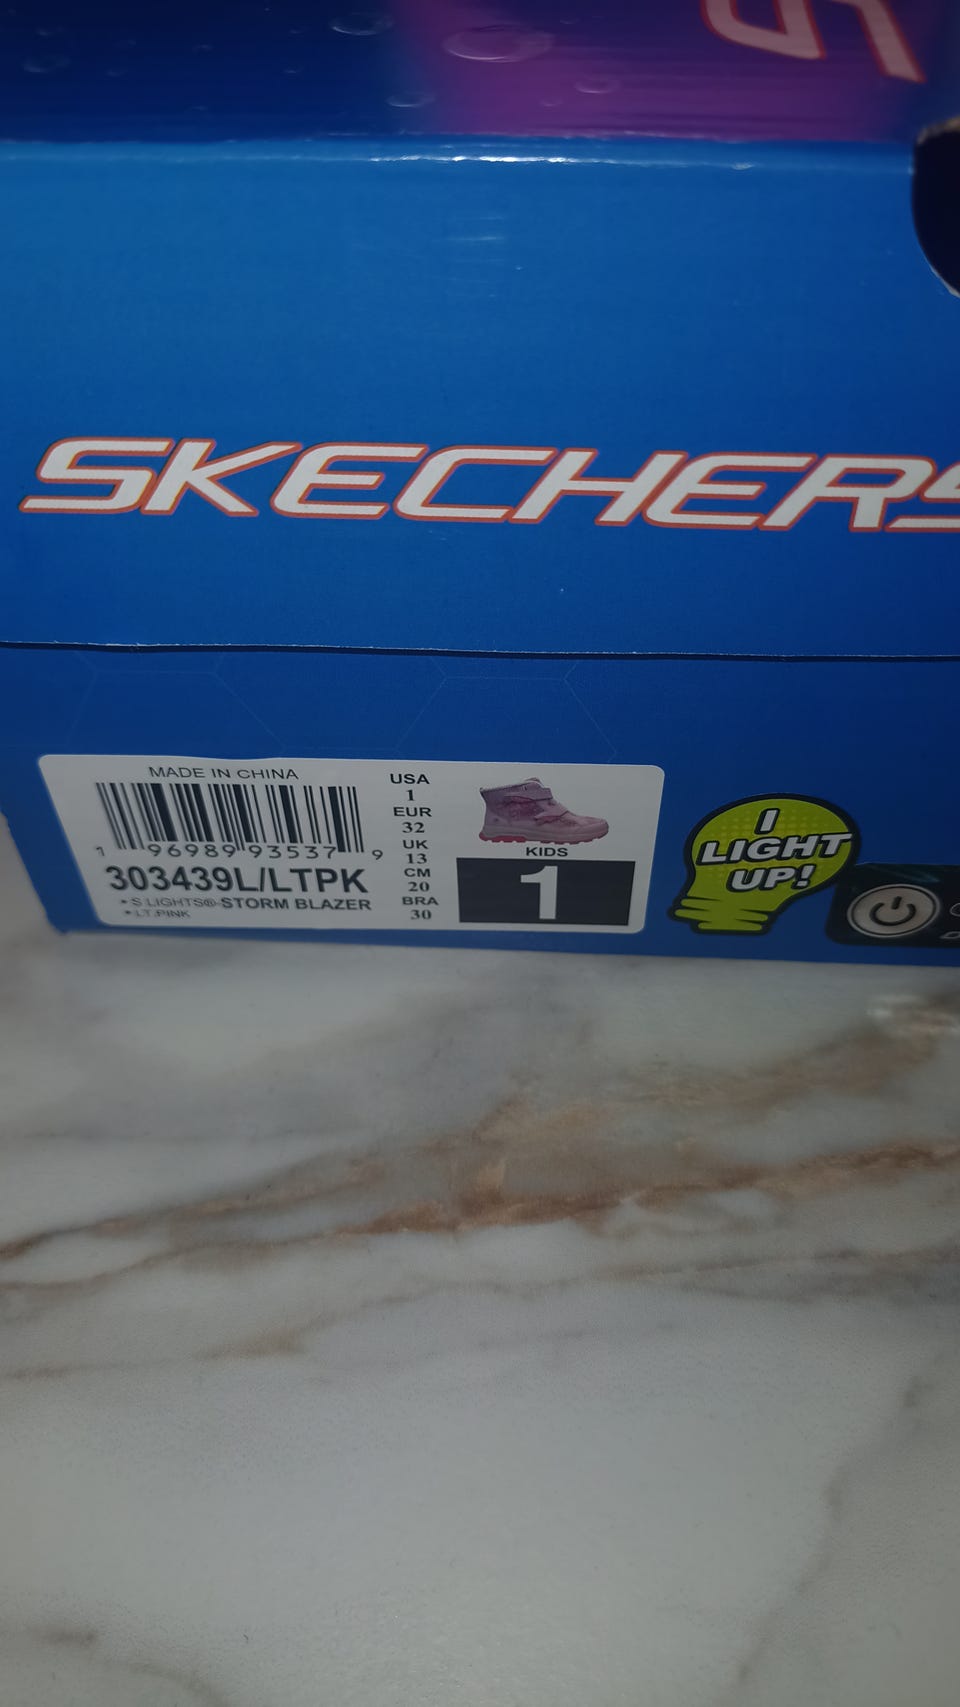 SKECHERS
MADE IN CHINA
1 96989 93537 9
303439L/LTPK
• S LIGHTS®-STORM BLAZER
• LT.PINK
USA
1
EUR
32
UK
13
CM
20
BRA
30
KIDS
1
I
LIGHT
UP!